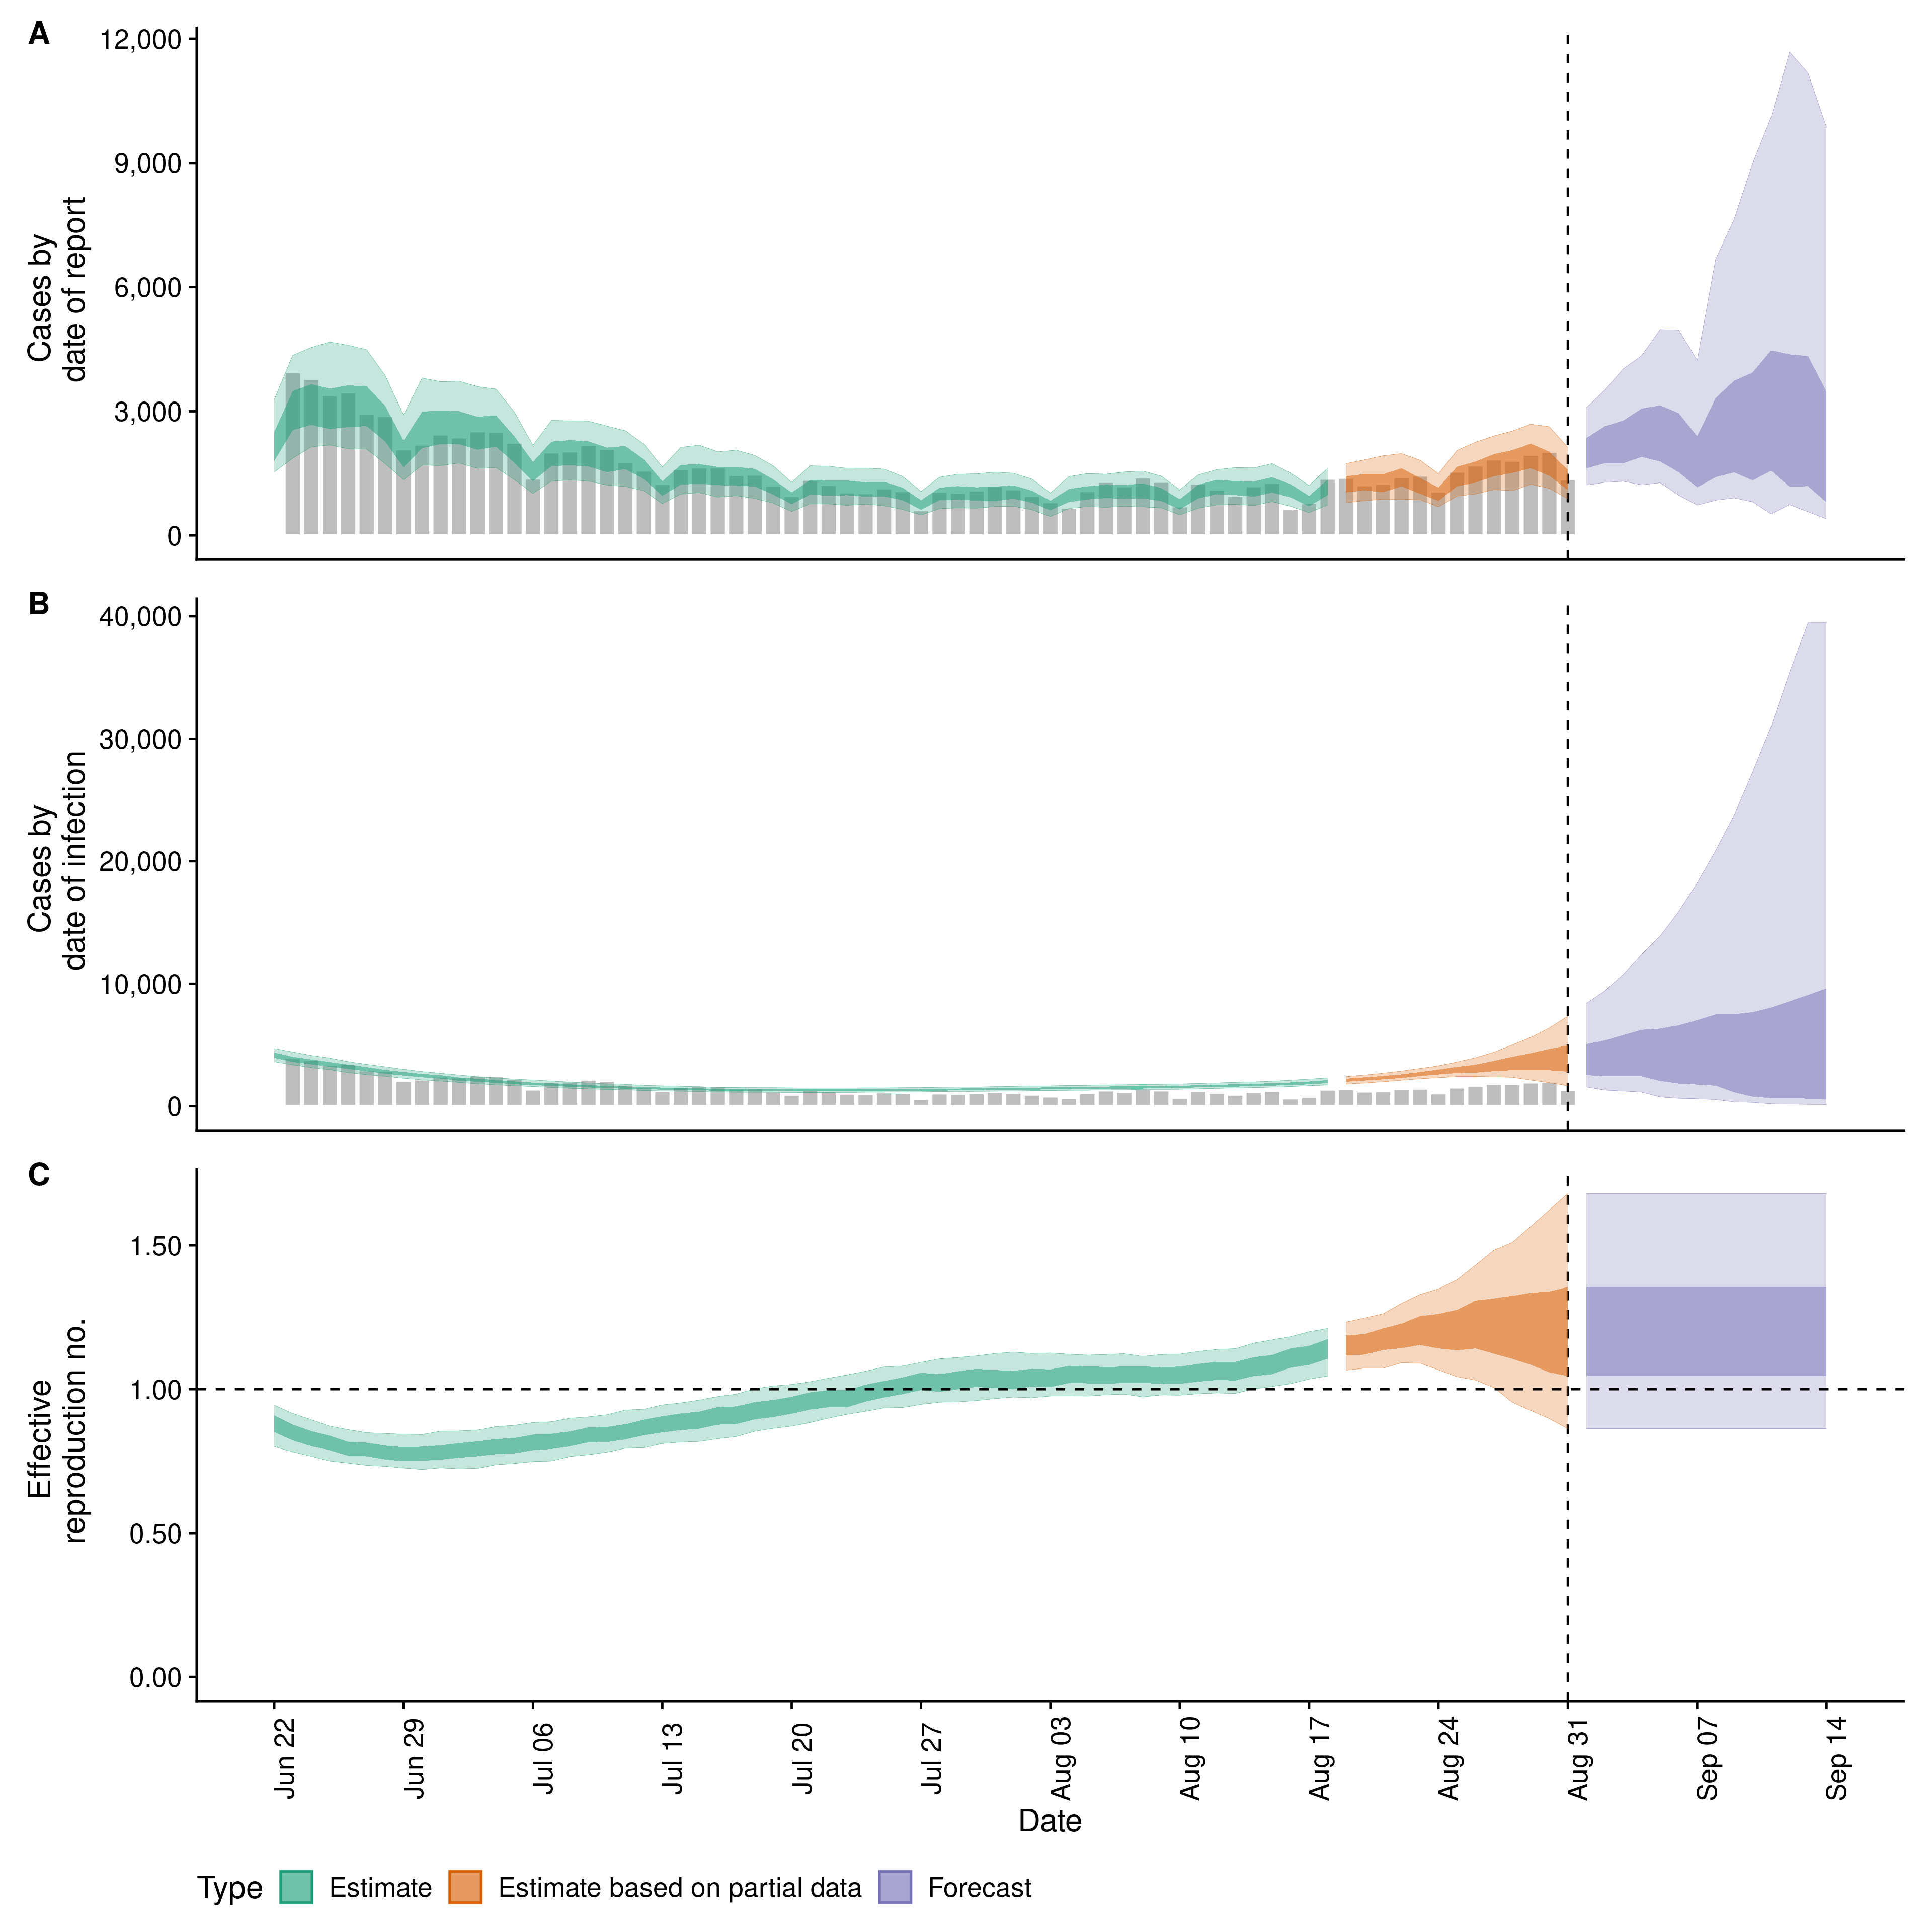 A
12,000
9,000
6,000
3,000
0
Cases by
date of report
B
40,000
30,000
20,000
10,000
0
Cases by
date of infection
C
1.50
1.00
0.50
0.00
Effective
reproduction no.
Jun 22
Jun 29
Jul 06
Jul 13
Jul 20
Jul 27
Aug 03
Aug 10
Aug 17
Aug 24
Aug 31
Sep 07
Sep 14
Date
Type Estimate Estimate based on partial data Forecast